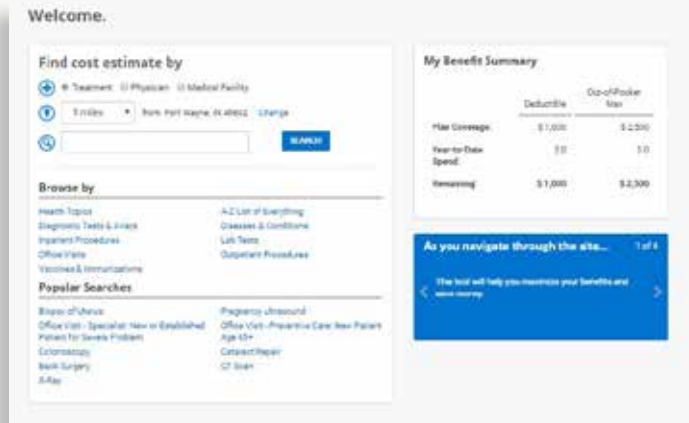 Welcome.
Find cost estimate by
Treatment Physician Medical Facility
5 miles from Fort Wayne, IN Change
SEARCH
Browse by
Health Topics
A-Z List of Everything
Diagnostic Tests & X-rays
Diseases & Conditions
Inpatient Procedures
Lab Tests
Office Visits
Outpatient Procedures
Vaccines & Immunizations
Popular Searches
Biopsy of Uterus
Pregnancy Ultrasound
Office Visit - Specialist: New or Established
Patient for Severe Problem
Office Visit - Preventive Care: New Patient
Age 65+
Colonoscopy
Cataract Repair
Back Surgery
CT Scan
X-Ray
My Benefit Summary
Deductible
Out-of-Pocket
Max
Plan Coverage: $1,000 $2,500
Year-to-Date
Spend: $0 $0
Remaining: $1,000 $2,500
As you navigate through the site... 1 of 4
This tool will help you maximize your benefits and
save money.